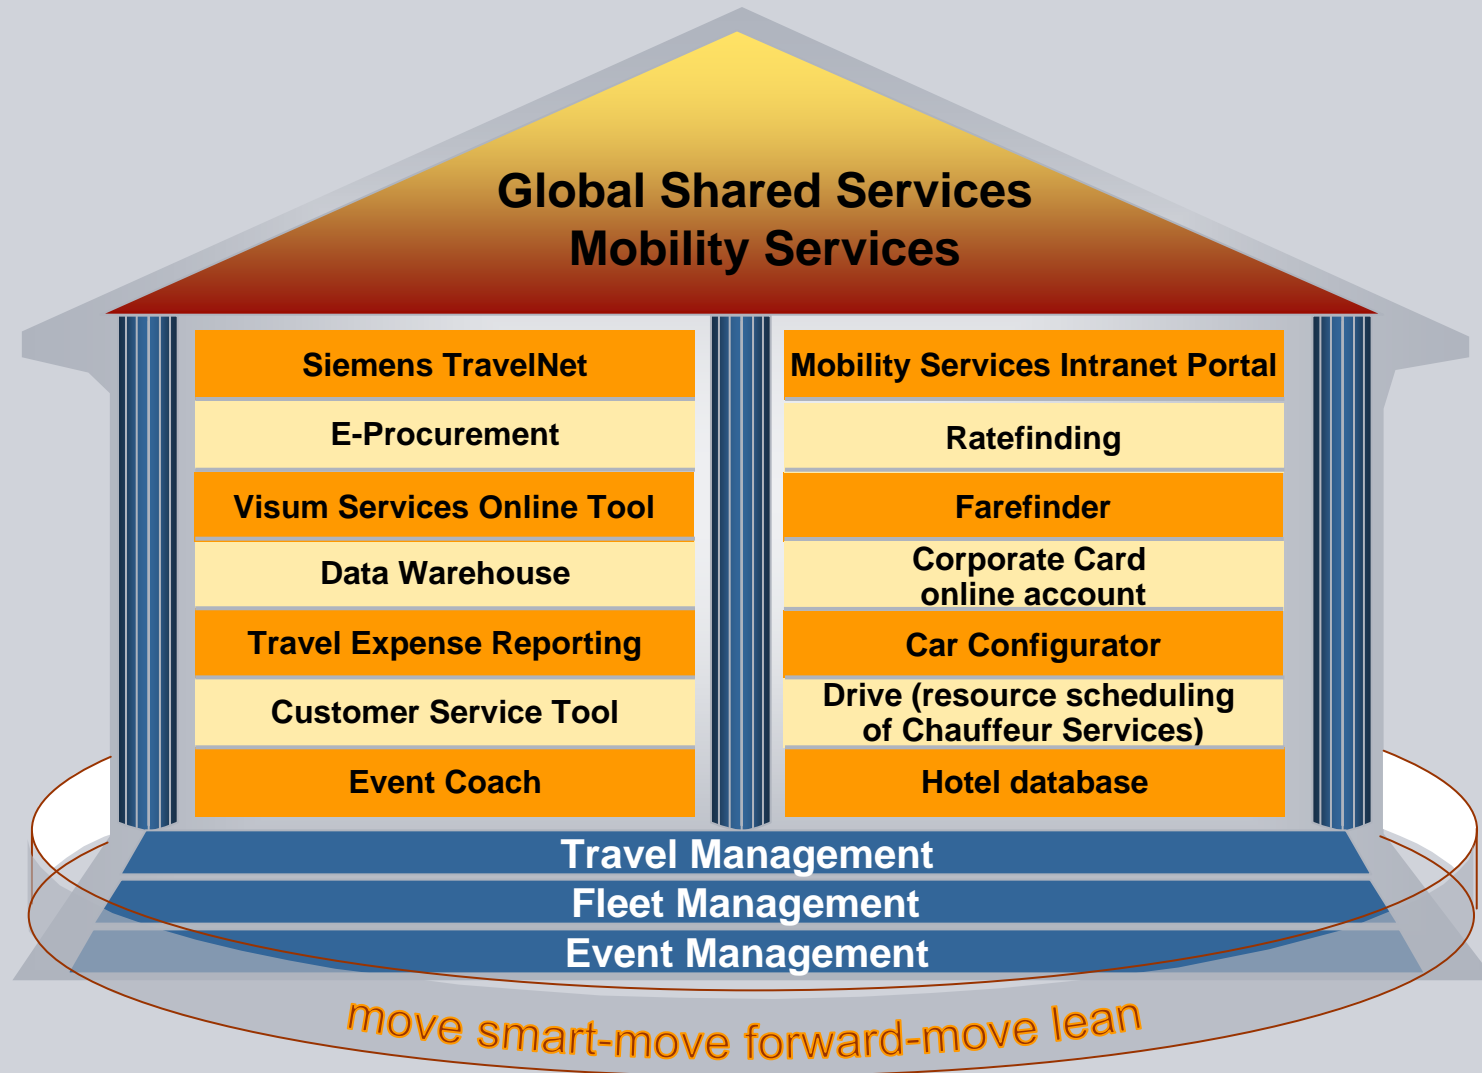 Global Shared Services
Mobility Services
Siemens TravelNet
E-Procurement
Visum Services Online Tool
Data Warehouse
Travel Expense Reporting
Customer Service Tool
Event Coach
Mobility Services Intranet Portal
Ratefinding
Farefinder
Corporate Card
online account
Car Configurator
Drive (resource scheduling
of Chauffeur Services)
Hotel database
Travel Management
Fleet Management
Event Management
move smart-move forward-move lean